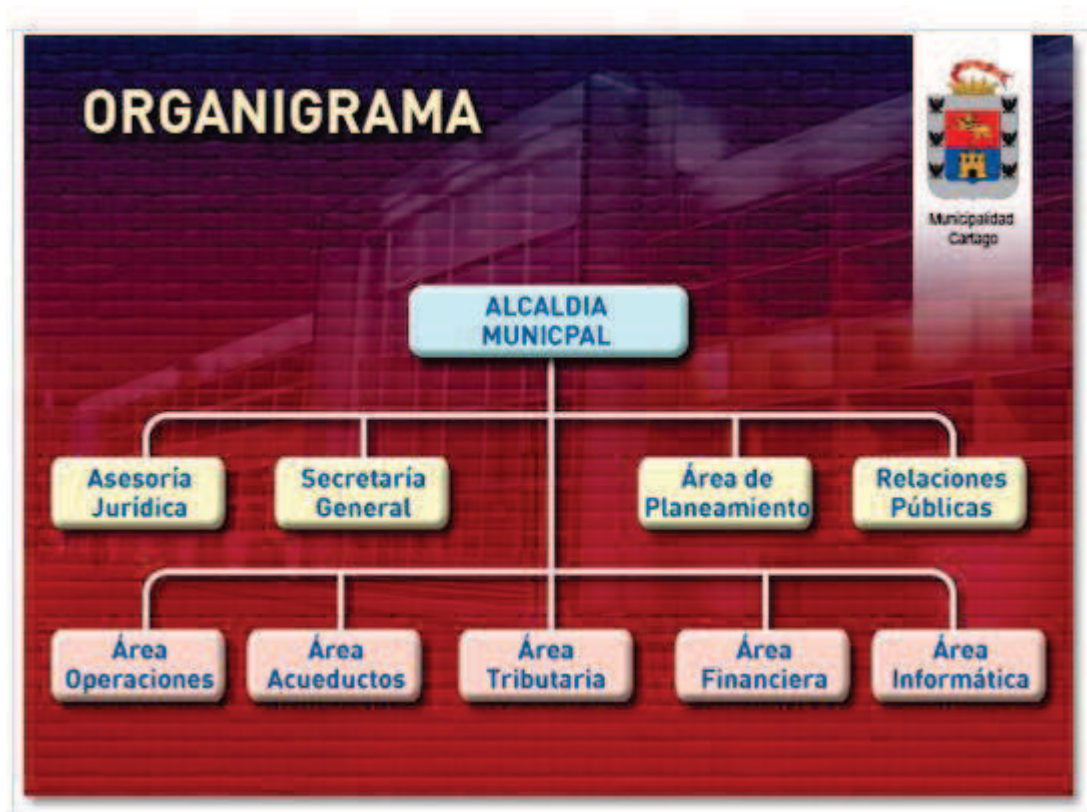 ORGANIGRAMA
Municipalidad
Cartago
ALCALDIA
MUNICPAL
Asesoría
Jurídica
Secretaría
General
Área de
Planeamiento
Relaciones
Públicas
Área
Operaciones
Área
Acueductos
Área
Tributaria
Área
Financiera
Área
Informática